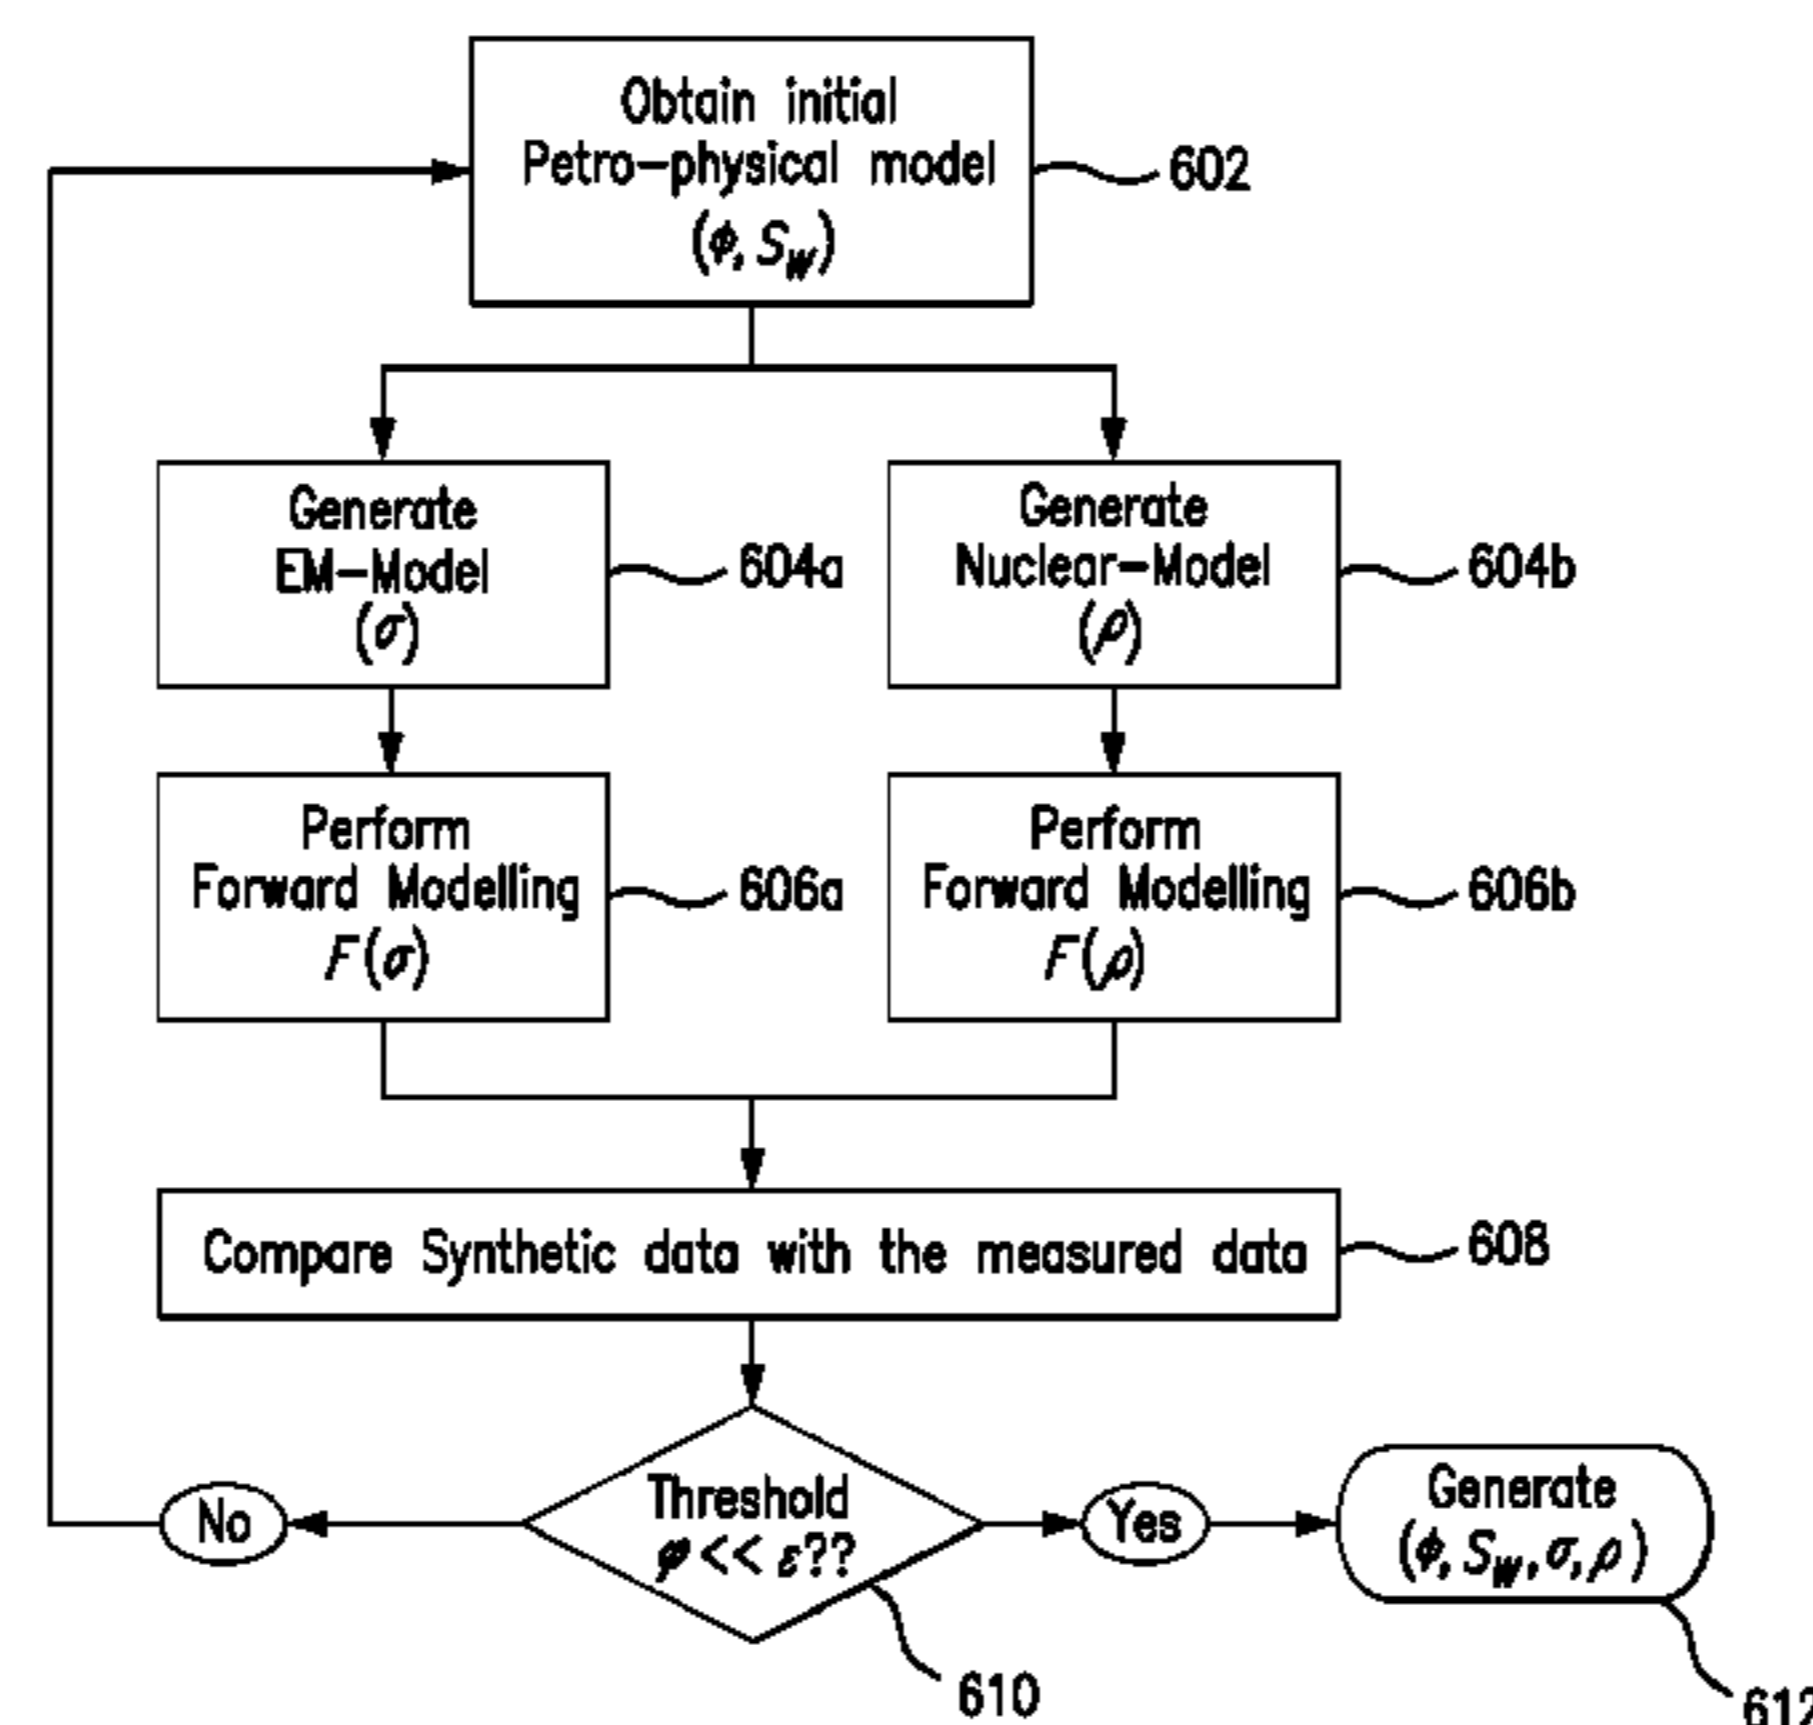 Obtain initial
Petro-physical model
(ϕ, S_w)
602
Generate
EM-Model
(σ)
604a
Generate
Nuclear-Model
(ρ)
604b
Perform
Forward Modelling
F(σ)
606a
Perform
Forward Modelling
F(ρ)
606b
Compare Synthetic data with the measured data
608
No
Threshold
φ << ε??
610
Yes
Generate
(ϕ, S_w, σ, ρ)
612